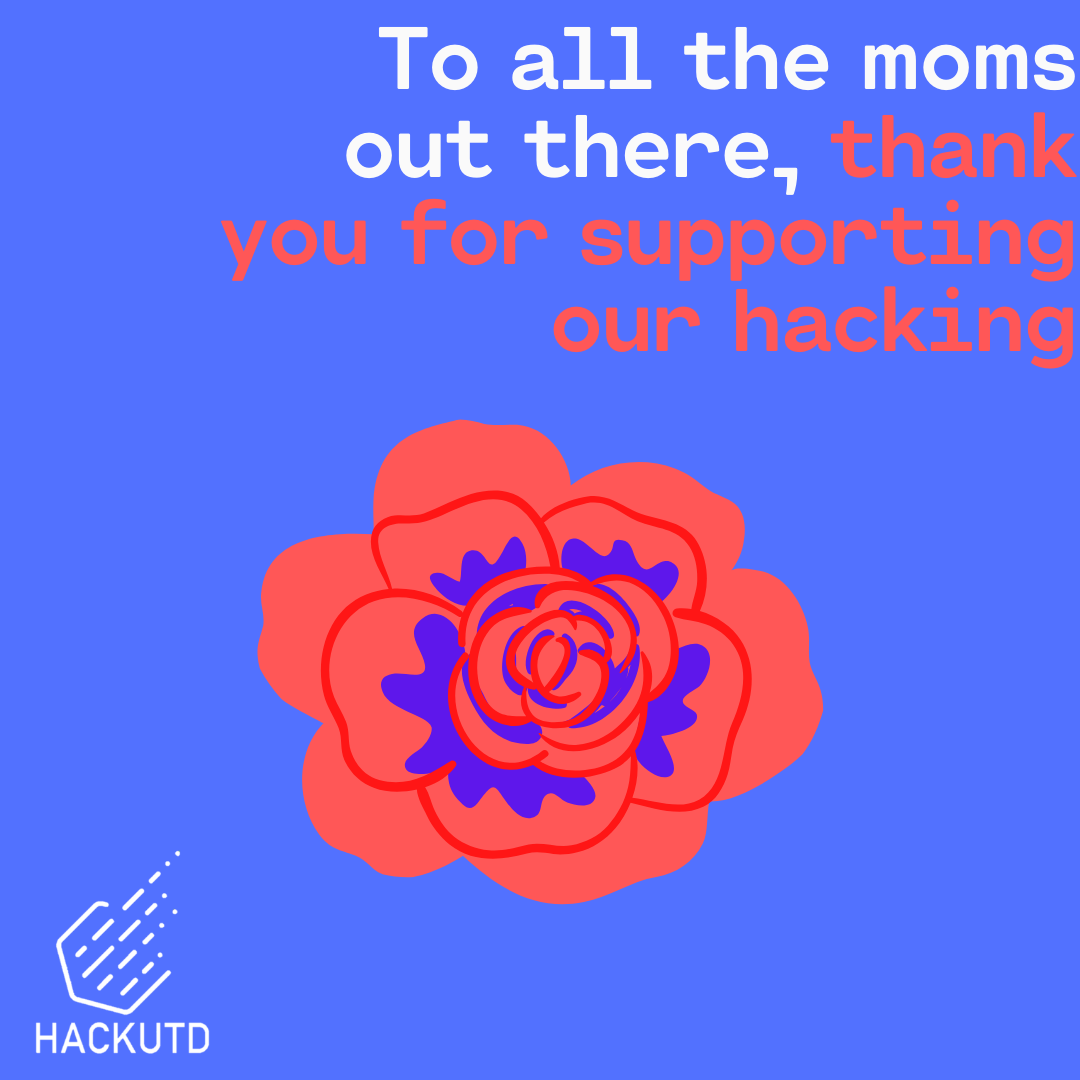 To all the moms
out there, thank
you for supporting
our hacking
HACKUTD